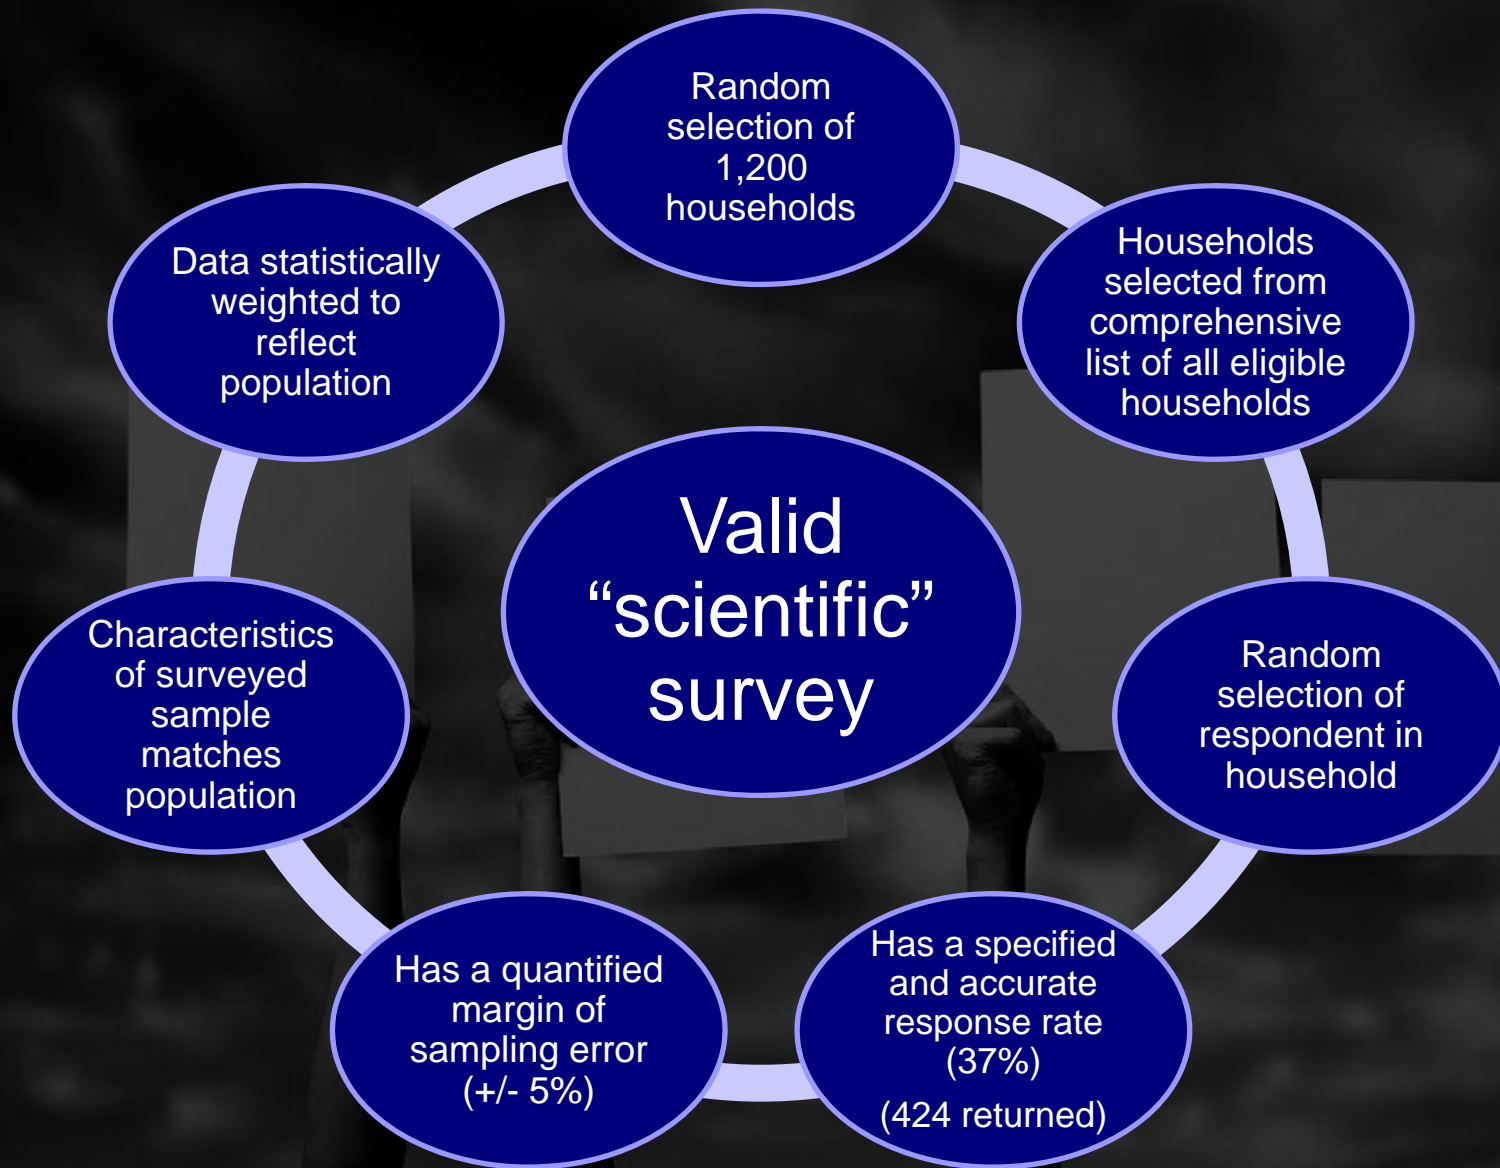 Random
selection of
1,200
households
Households
selected from
comprehensive
list of all eligible
households
Random
selection of
respondent in
household
Has a specified
and accurate
response rate
(37%)
(424 returned)
Has a quantified
margin of
sampling error
(+/- 5%)
Characteristics
of surveyed
sample
matches
population
Data statistically
weighted to
reflect
population
Valid
“scientific”
survey